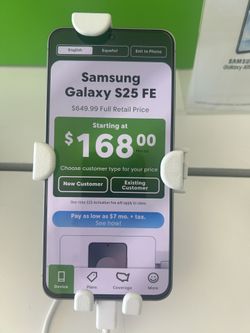 English Español Exit to Phone
SAMSU
Galaxy
Samsung
Galaxy S25 FE
$649.99 Full Retail Price
Starting at
$168.00
Choose customer type for your price
New Customer
Existing
Customer
Pay as low as $7 mo. + tax.
See how!
Device Plans Coverage More